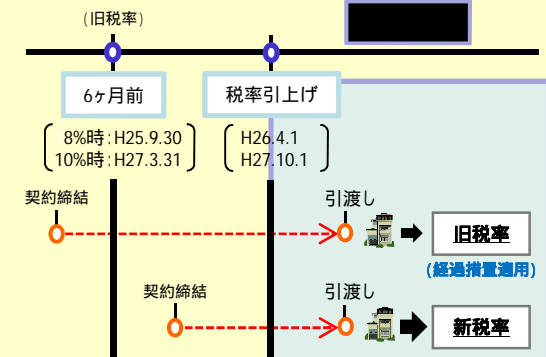 (旧税率)
6ヶ月前
税率引上げ
8%時:H25.9.30
10%時:H27.3.31
H26.4.1
H27.10.1
契約締結
引渡し
旧税率
(経過措置適用)
契約締結
引渡し
新税率